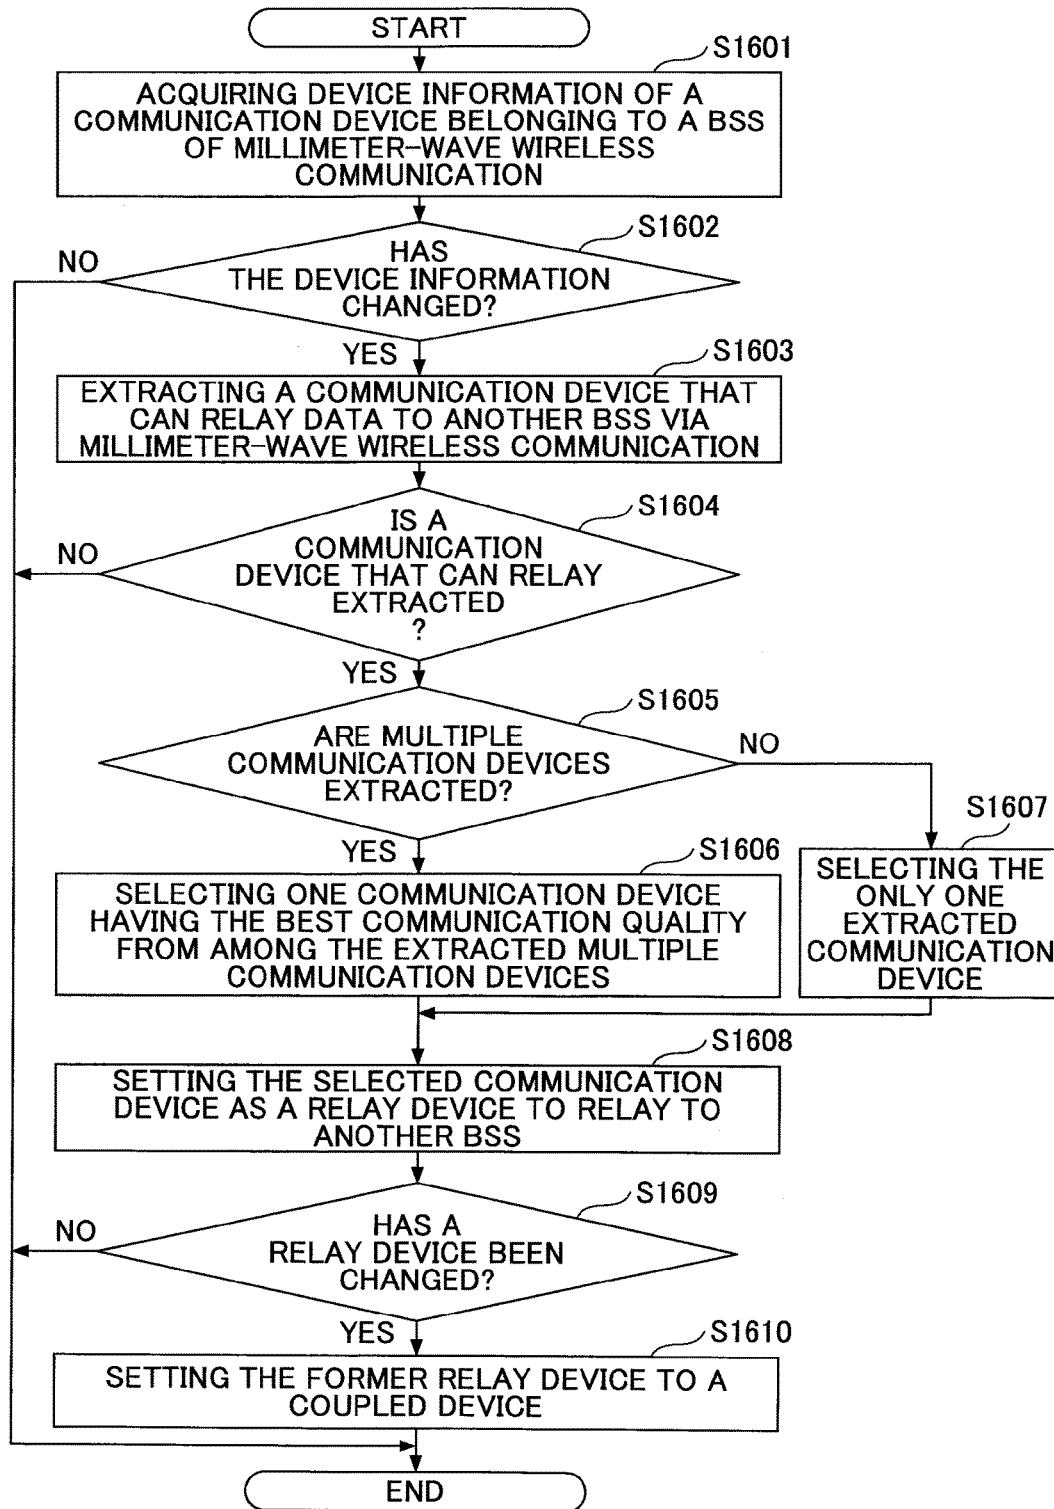 START
S1601
ACQUIRING DEVICE INFORMATION OF A
COMMUNICATION DEVICE BELONGING TO A BSS
OF MILLIMETER-WAVE WIRELESS
COMMUNICATION
S1602
NO
HAS
THE DEVICE INFORMATION
CHANGED?
YES
S1603
EXTRACTING A COMMUNICATION DEVICE THAT
CAN RELAY DATA TO ANOTHER BSS VIA
MILLIMETER-WAVE WIRELESS COMMUNICATION
S1604
NO
IS A
COMMUNICATION
DEVICE THAT CAN RELAY
EXTRACTED
?
YES
S1605
ARE MULTIPLE
COMMUNICATION DEVICES
EXTRACTED?
NO
YES
S1606
SELECTING ONE COMMUNICATION DEVICE
HAVING THE BEST COMMUNICATION QUALITY
FROM AMONG THE EXTRACTED MULTIPLE
COMMUNICATION DEVICES
S1607
SELECTING THE
ONLY ONE
EXTRACTED
COMMUNICATION
DEVICE
S1608
SETTING THE SELECTED COMMUNICATION
DEVICE AS A RELAY DEVICE TO RELAY TO
ANOTHER BSS
S1609
NO
HAS A
RELAY DEVICE BEEN
CHANGED?
YES
S1610
SETTING THE FORMER RELAY DEVICE TO A
COUPLED DEVICE
END